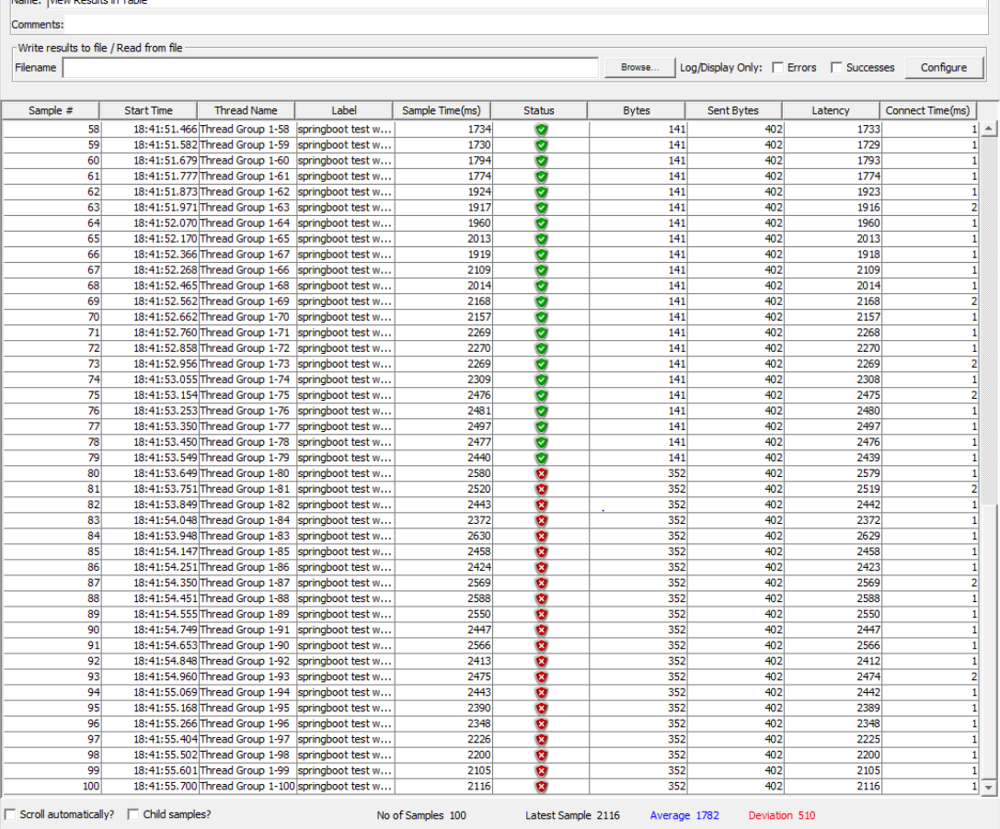 Name: View Results in Table
Comments:
Write results to file / Read from file
Filename Browse... Log/Display Only: Errors Successes Configure
Sample # Start Time Thread Name Label Sample Time(ms) Status Bytes Sent Bytes Latency Connect Time(ms)
58 18:41:51.466 Thread Group 1-58 springboot test w... 1734 141 402 1733 1
59 18:41:51.582 Thread Group 1-59 springboot test w... 1730 141 402 1729 1
60 18:41:51.679 Thread Group 1-60 springboot test w... 1794 141 402 1793 1
61 18:41:51.777 Thread Group 1-61 springboot test w... 1774 141 402 1774 1
62 18:41:51.873 Thread Group 1-62 springboot test w... 1924 141 402 1923 1
63 18:41:51.971 Thread Group 1-63 springboot test w... 1917 141 402 1916 2
64 18:41:52.070 Thread Group 1-64 springboot test w... 1960 141 402 1960 1
65 18:41:52.170 Thread Group 1-65 springboot test w... 2013 141 402 2013 1
66 18:41:52.366 Thread Group 1-67 springboot test w... 1919 141 402 1918 1
67 18:41:52.268 Thread Group 1-66 springboot test w... 2109 141 402 2109 1
68 18:41:52.465 Thread Group 1-68 springboot test w... 2014 141 402 2014 1
69 18:41:52.562 Thread Group 1-69 springboot test w... 2168 141 402 2168 2
70 18:41:52.662 Thread Group 1-70 springboot test w... 2157 141 402 2157 1
71 18:41:52.760 Thread Group 1-71 springboot test w... 2269 141 402 2268 1
72 18:41:52.858 Thread Group 1-72 springboot test w... 2270 141 402 2270 1
73 18:41:52.956 Thread Group 1-73 springboot test w... 2269 141 402 2269 2
74 18:41:53.055 Thread Group 1-74 springboot test w... 2309 141 402 2308 1
75 18:41:53.154 Thread Group 1-75 springboot test w... 2476 141 402 2475 2
76 18:41:53.253 Thread Group 1-76 springboot test w... 2481 141 402 2480 1
77 18:41:53.350 Thread Group 1-77 springboot test w... 2497 141 402 2497 1
78 18:41:53.450 Thread Group 1-78 springboot test w... 2477 141 402 2476 1
79 18:41:53.549 Thread Group 1-79 springboot test w... 2440 141 402 2439 1
80 18:41:53.649 Thread Group 1-80 springboot test w... 2580 352 402 2579 1
81 18:41:53.751 Thread Group 1-81 springboot test w... 2520 352 402 2519 2
82 18:41:53.849 Thread Group 1-82 springboot test w... 2443 352 402 2442 1
83 18:41:54.048 Thread Group 1-84 springboot test w... 2372 352 402 2372 1
84 18:41:53.948 Thread Group 1-83 springboot test w... 2630 352 402 2629 1
85 18:41:54.147 Thread Group 1-85 springboot test w... 2458 352 402 2458 1
86 18:41:54.251 Thread Group 1-86 springboot test w... 2424 352 402 2423 1
87 18:41:54.350 Thread Group 1-87 springboot test w... 2569 352 402 2569 2
88 18:41:54.451 Thread Group 1-88 springboot test w... 2588 352 402 2588 1
89 18:41:54.555 Thread Group 1-89 springboot test w... 2550 352 402 2550 1
90 18:41:54.749 Thread Group 1-91 springboot test w... 2447 352 402 2447 1
91 18:41:54.653 Thread Group 1-90 springboot test w... 2566 352 402 2566 1
92 18:41:54.848 Thread Group 1-92 springboot test w... 2413 352 402 2412 1
93 18:41:54.960 Thread Group 1-93 springboot test w... 2475 352 402 2474 2
94 18:41:55.069 Thread Group 1-94 springboot test w... 2443 352 402 2442 1
95 18:41:55.168 Thread Group 1-95 springboot test w... 2390 352 402 2389 1
96 18:41:55.266 Thread Group 1-96 springboot test w... 2348 352 402 2348 1
97 18:41:55.404 Thread Group 1-97 springboot test w... 2226 352 402 2225 1
98 18:41:55.502 Thread Group 1-98 springboot test w... 2200 352 402 2200 1
99 18:41:55.601 Thread Group 1-99 springboot test w... 2105 352 402 2105 1
100 18:41:55.700 Thread Group 1-100 springboot test w... 2116 352 402 2116 1
Scroll automatically? Child samples? No of Samples 100 Latest Sample 2116 Average 1782 Deviation 510